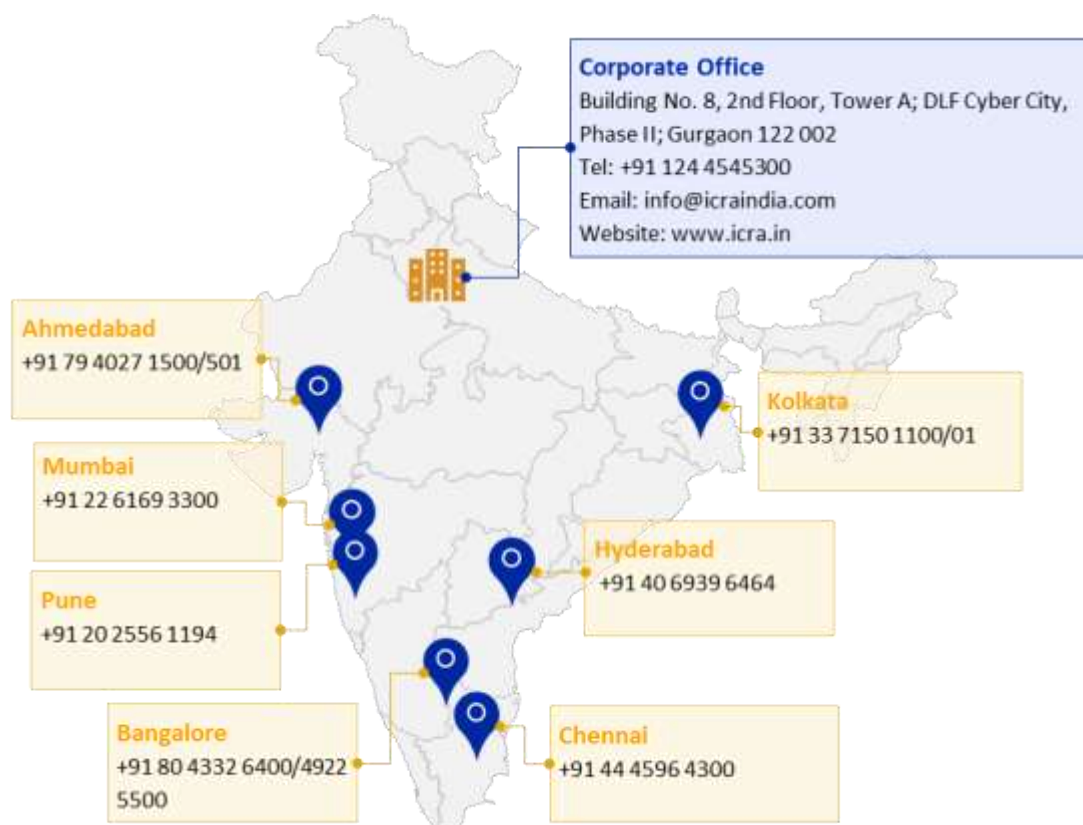 Corporate Office
Building No. 8, 2nd Floor, Tower A; DLF Cyber City,
Phase II; Gurgaon 122 002
Tel: +91 124 4545300
Email: info@icraindia.com
Website: www.icra.in
Ahmedabad
+91 79 4027 1500/501
Kolkata
+91 33 7150 1100/01
Mumbai
+91 22 6169 3300
Hyderabad
+91 40 6939 6464
Pune
+91 20 2556 1194
Bangalore
+91 80 4332 6400/4922
5500
Chennai
+91 44 4596 4300